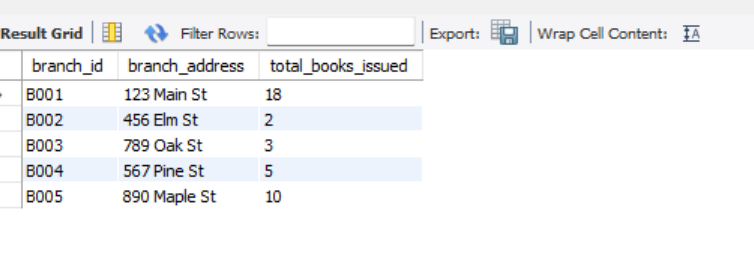 Result Grid Filter Rows: Export: Wrap Cell Content: IA
branch_id branch_address total_books_issued
B001 123 Main St 18
B002 456 Elm St 2
B003 789 Oak St 3
B004 567 Pine St 5
B005 890 Maple St 10